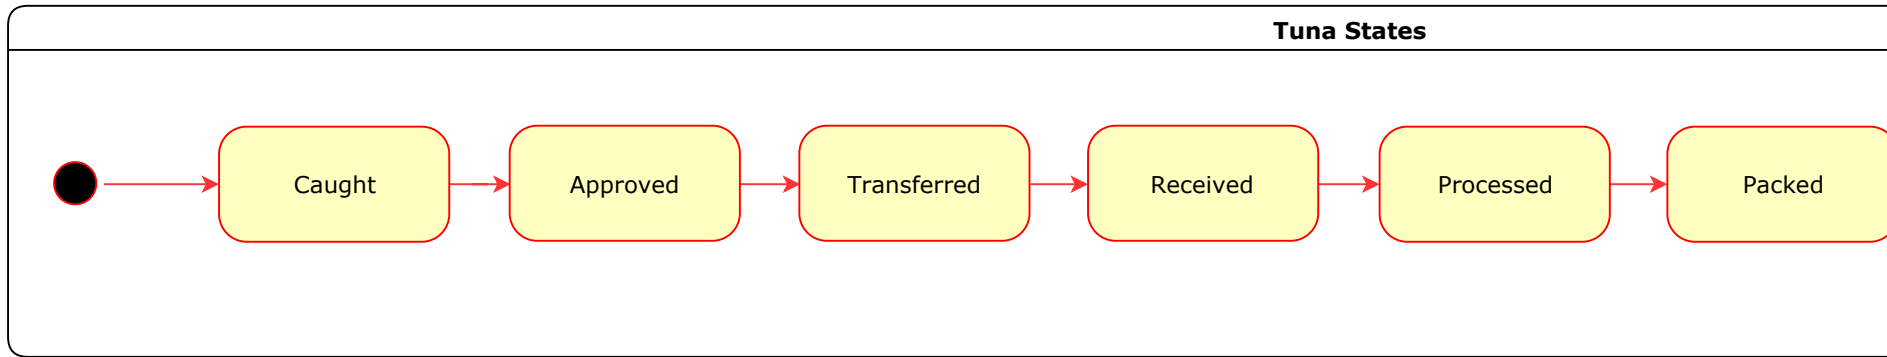 Tuna States
Caught
Approved
Transferred
Received
Processed
Packed